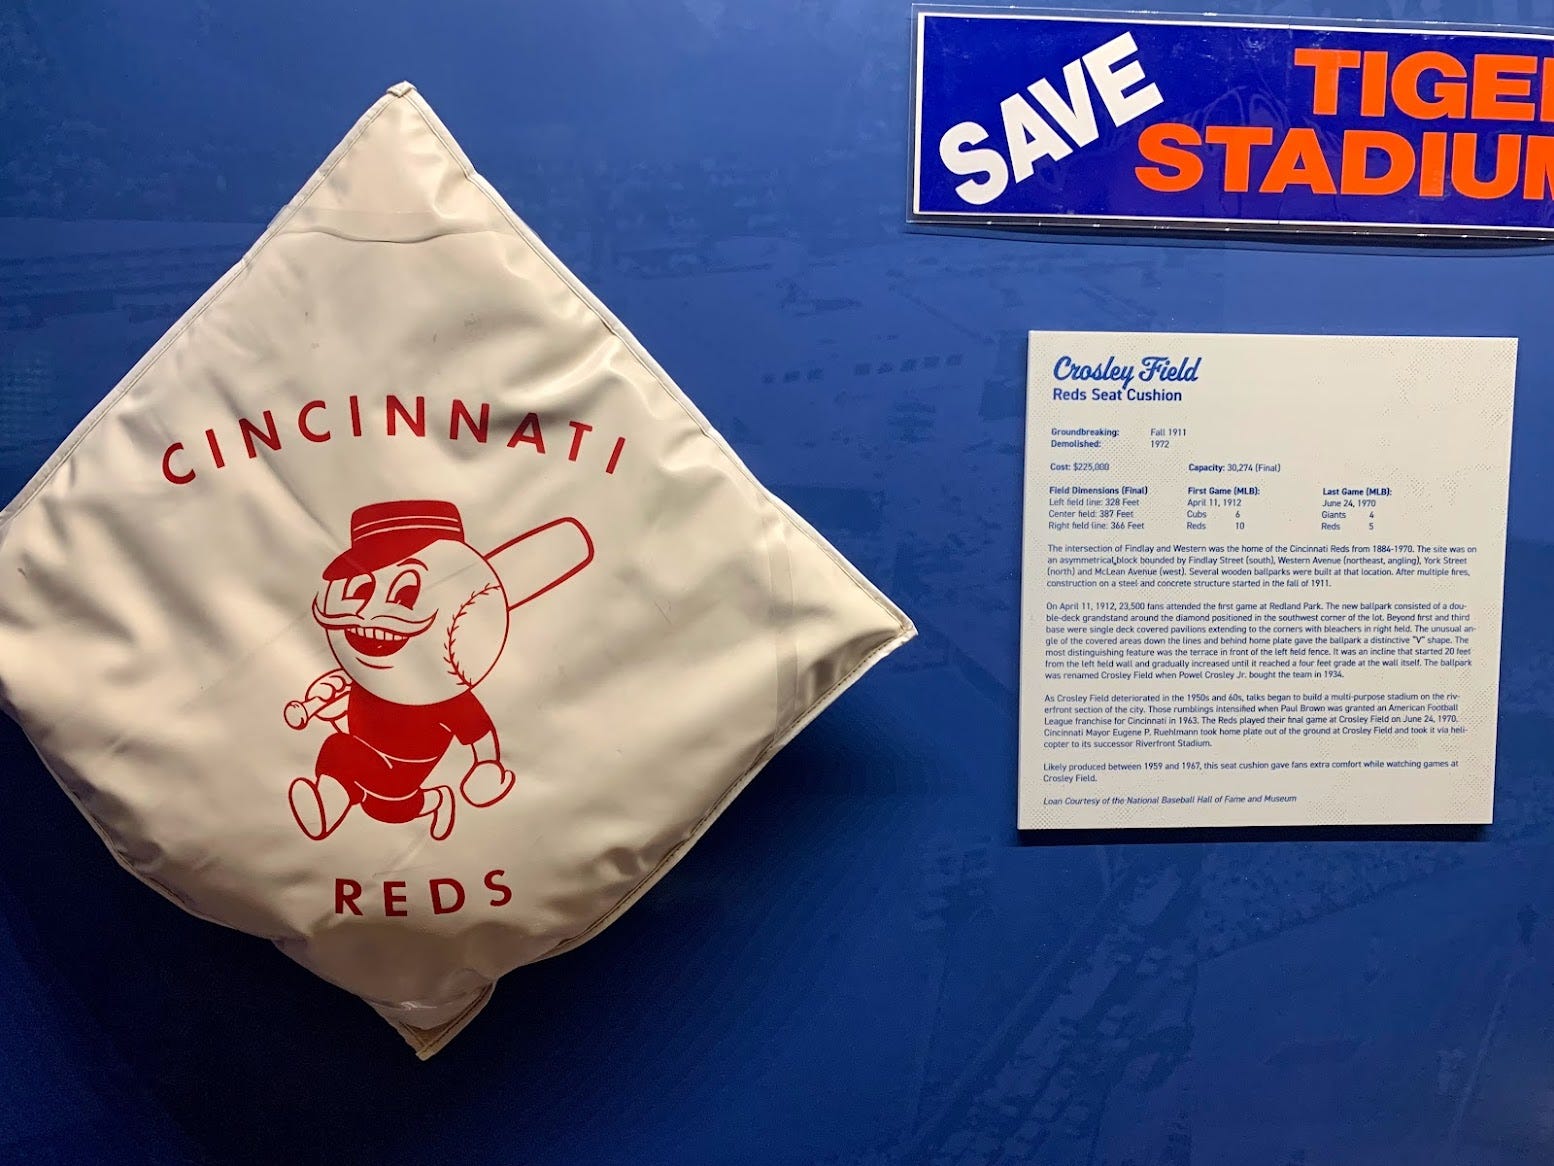 CINCINNATI
REDS
SAVE TIGER
STADIUM
Crosley Field
Reds Seat Cushion
Groundbreaking: Fall 1911
Demolished: 1972
Cost: $225,000 Capacity: 30,274 (Final)
Field Dimensions (Final) First Game (MLB): Last Game (MLB):
Left field line: 328 Feet April 11, 1912 June 24, 1970
Center field: 387 Feet Cubs 6 Giants 4
Right field line: 366 Feet Reds 10 Reds 5
The intersection of Findlay and Western was the home of the Cincinnati Reds from 1884-1970. The site was on
an asymmetrical block bounded by Findlay Street (south), Western Avenue (northeast, angling), York Street
(north) and McLean Avenue (west). Several wooden ballparks were built at that location. After multiple fires,
construction on a steel and concrete structure started in the fall of 1911.
On April 11, 1912, 23,500 fans attended the first game at Redland Park. The new ballpark consisted of a dou-
ble-deck grandstand around the diamond positioned in the southwest corner of the lot. Beyond first and third
base were single deck covered pavilions extending to the corners with bleachers in right field. The unusual an-
gle of the covered areas down the lines and behind home plate gave the ballpark a distinctive "V" shape. The
most distinguishing feature was the terrace in front of the left field fence. It was an incline that started 20 feet
from the left field wall and gradually increased until it reached a four feet grade at the wall itself. The ballpark
was renamed Crosley Field when Powel Crosley Jr. bought the team in 1934.
As Crosley Field deteriorated in the 1950s and 60s, talks began to build a multi-purpose stadium on the riv-
erfront section of the city. Those rumblings intensified when Paul Brown was granted an American Football
League franchise for Cincinnati in 1963. The Reds played their final game at Crosley Field on June 24, 1970.
Cincinnati Mayor Eugene P. Ruehlmann took home plate out of the ground at Crosley Field and took it via heli-
copter to its successor Riverfront Stadium.
Likely produced between 1959 and 1967, this seat cushion gave fans extra comfort while watching games at
Crosley Field.
Loan Courtesy of the National Baseball Hall of Fame and Museum